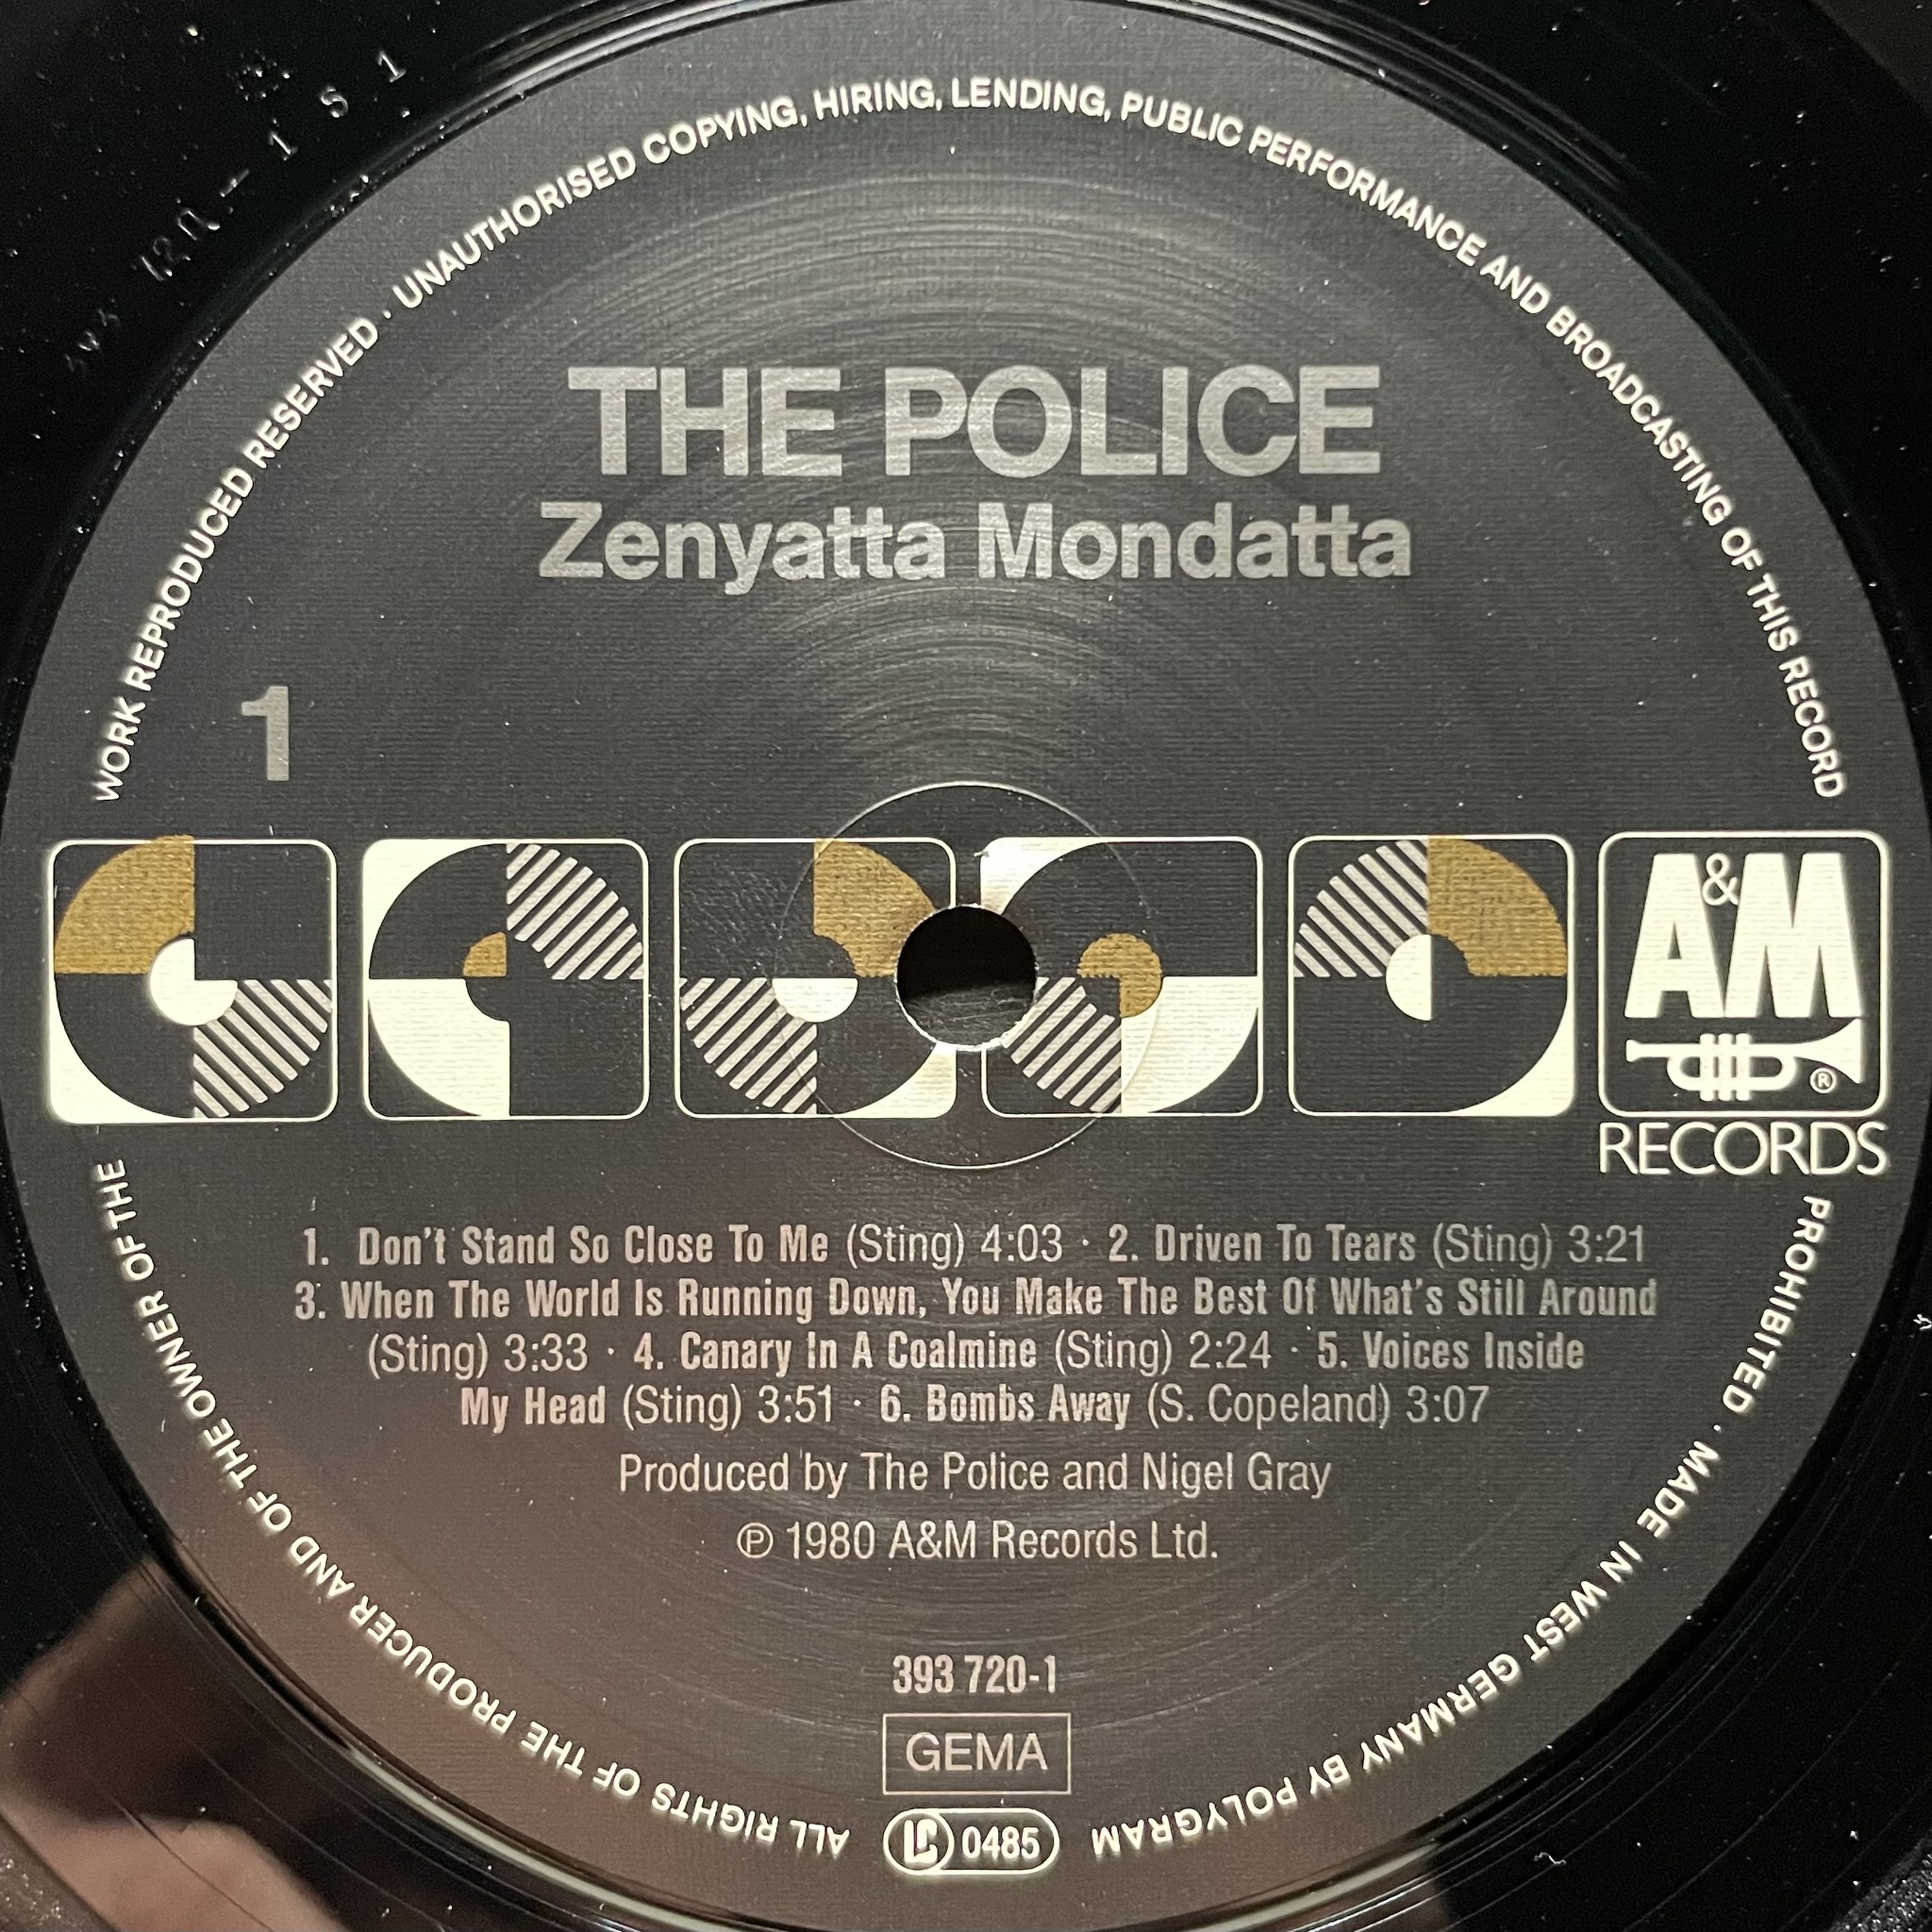 WORK REPRODUCED RESERVED · UNAUTHORISED COPYING, HIRING, LENDING, PUBLIC PERFORMANCE AND BROADCASTING OF THIS RECORD
THE POLICE
Zenyatta Mondatta
1
A&M
®
RECORDS
1. Don't Stand So Close To Me (Sting) 4:03 · 2. Driven To Tears (Sting) 3:21
3. When The World Is Running Down, You Make The Best Of What's Still Around
(Sting) 3:33 · 4. Canary In A Coalmine (Sting) 2:24 · 5. Voices Inside
My Head (Sting) 3:51 · 6. Bombs Away (S. Copeland) 3:07
Produced by The Police and Nigel Gray
℗ 1980 A&M Records Ltd.
393 720-1
GEMA
LC 0485
ALL RIGHTS OF THE PRODUCER AND OF THE OWNER OF THE
PROHIBITED · MADE IN WEST GERMANY BY POLYGRAM
1 S 1